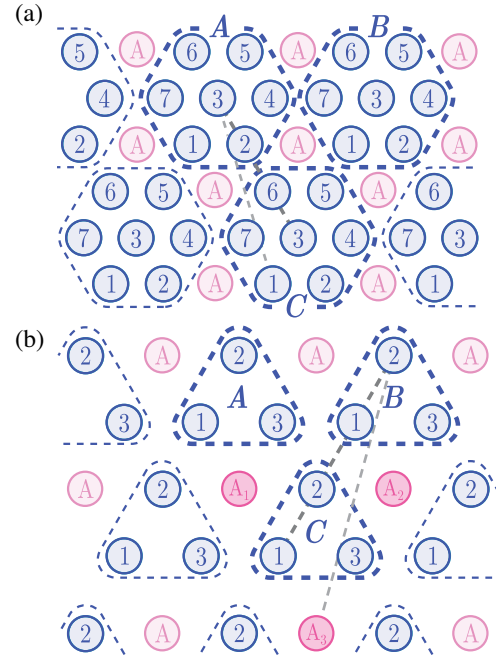 (a)
A B
5 A 6 5 A 6 5 A
4 7 3 4 7 3 4
2 A 1 2 A 1 2 A
6 5 A 6 5 A 6
7 3 4 7 3 4 7 3
1 2 A 1 2 A 1
C
(b)
2 A 2 A 2 A
A B
3 1 3 1 3
A 2 A1 2 A2 2
C
1 3 1 3 1
2 A 2 A3 2 A